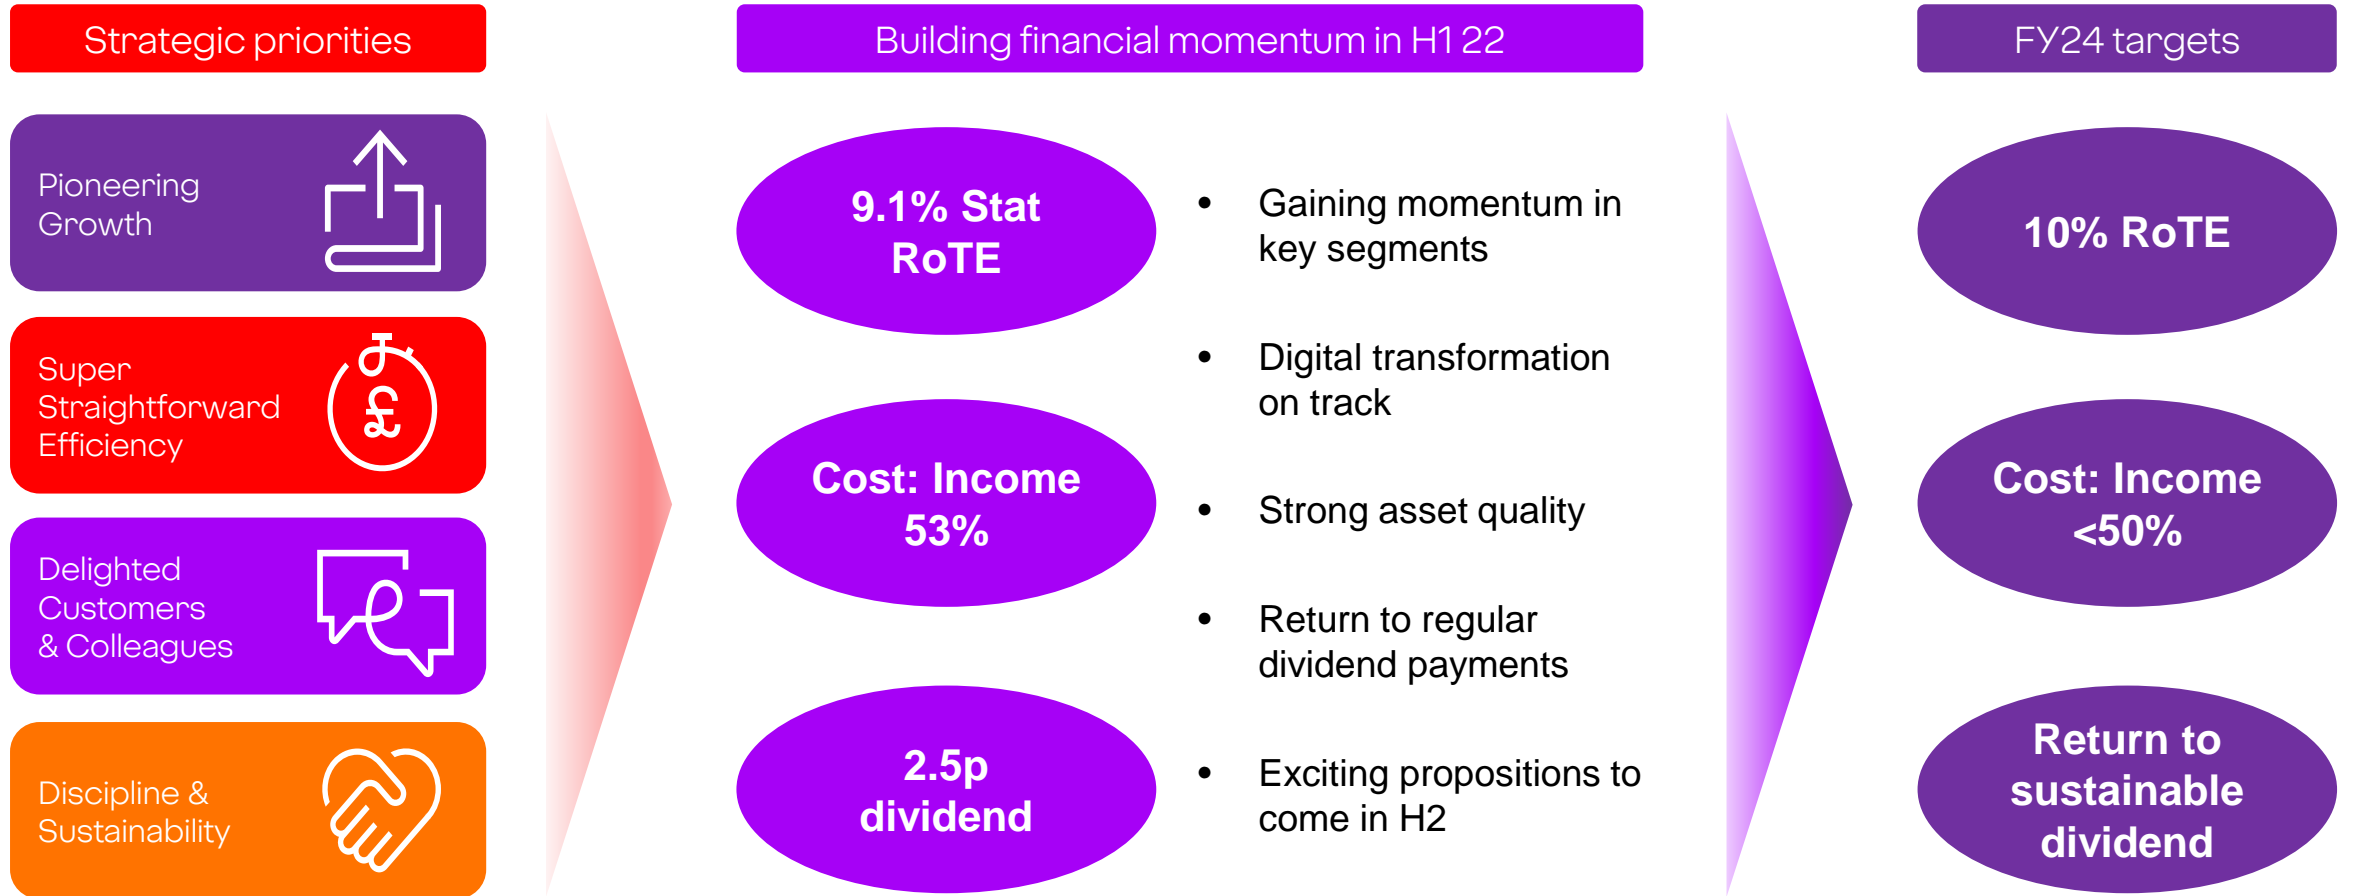 Strategic priorities
Pioneering
Growth
Super
Straightforward
Efficiency
£
Delighted
Customers
& Colleagues
Discipline &
Sustainability
Building financial momentum in H1 22
9.1% Stat
RoTE
Cost: Income
53%
2.5p
dividend
• Gaining momentum in
key segments
• Digital transformation
on track
• Strong asset quality
• Return to regular
dividend payments
• Exciting propositions to
come in H2
FY24 targets
10% RoTE
Cost: Income
<50%
Return to
sustainable
dividend